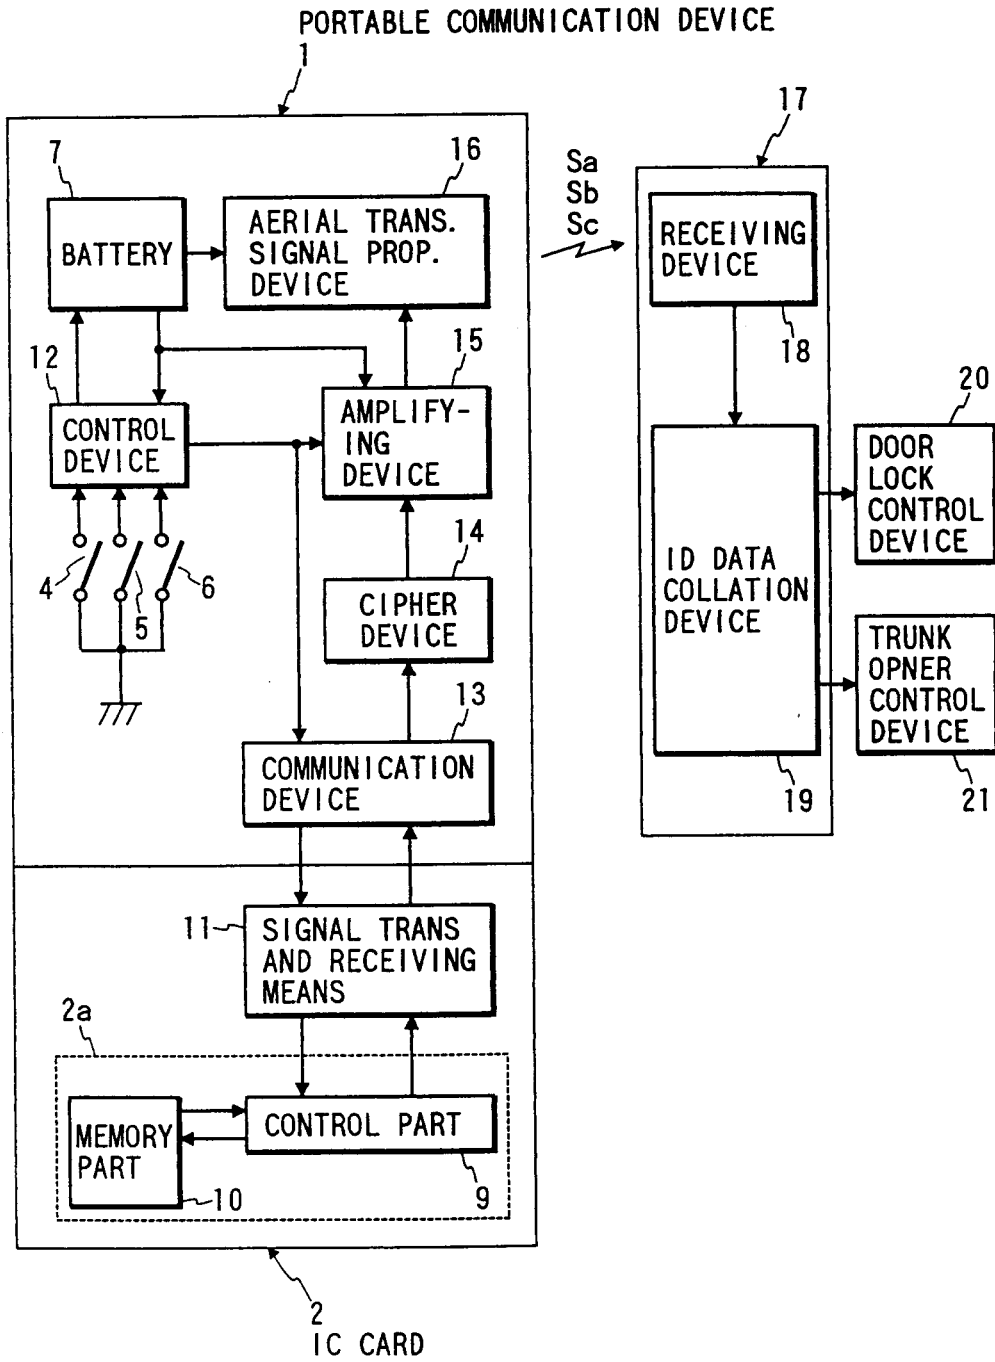 PORTABLE COMMUNICATION DEVICE
1
7
BATTERY
16
AERIAL TRANS.
SIGNAL PROP.
DEVICE
Sa
Sb
Sc
17
RECEIVING
DEVICE
18
12
CONTROL
DEVICE
15
AMPLIFY-
ING
DEVICE
4
5
6
14
CIPHER
DEVICE
13
COMMUNICATION
DEVICE
ID DATA
COLLATION
DEVICE
19
20
DOOR
LOCK
CONTROL
DEVICE
TRUNK
OPNER
CONTROL
DEVICE
21
11
SIGNAL TRANS
AND RECEIVING
MEANS
2a
MEMORY
PART
10
CONTROL PART
9
2
IC CARD